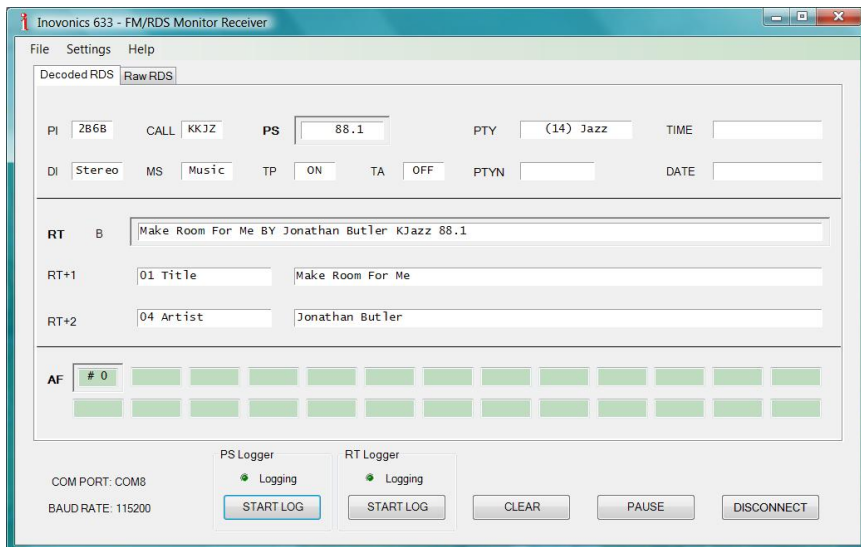 Inovonics 633 - FM/RDS Monitor Receiver
File Settings Help
Decoded RDS Raw RDS
PI 2B6B CALL KKJZ PS 88.1 PTY (14) Jazz TIME
DI Stereo MS Music TP ON TA OFF PTYN DATE
RT B Make Room For Me BY Jonathan Butler KJazz 88.1
RT+1 01 Title Make Room For Me
RT+2 04 Artist Jonathan Butler
AF # 0
PS Logger RT Logger
COM PORT: COM8 Logging Logging
BAUD RATE: 115200 START LOG START LOG CLEAR PAUSE DISCONNECT